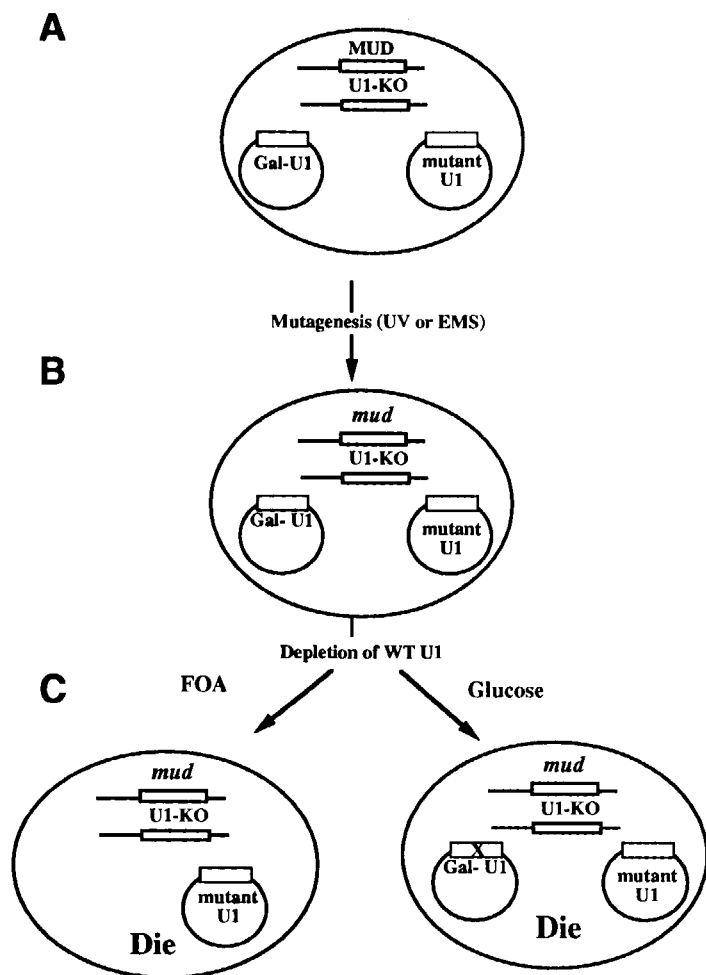 A
MUD
U1-KO
Gal-U1
mutant
U1
Mutagenesis (UV or EMS)
B
mud
U1-KO
Gal- U1
mutant
U1
Depletion of WT U1
C
FOA
Glucose
mud
U1-KO
mutant
U1
Die
mud
U1-KO
X
Gal- U1
mutant
U1
Die